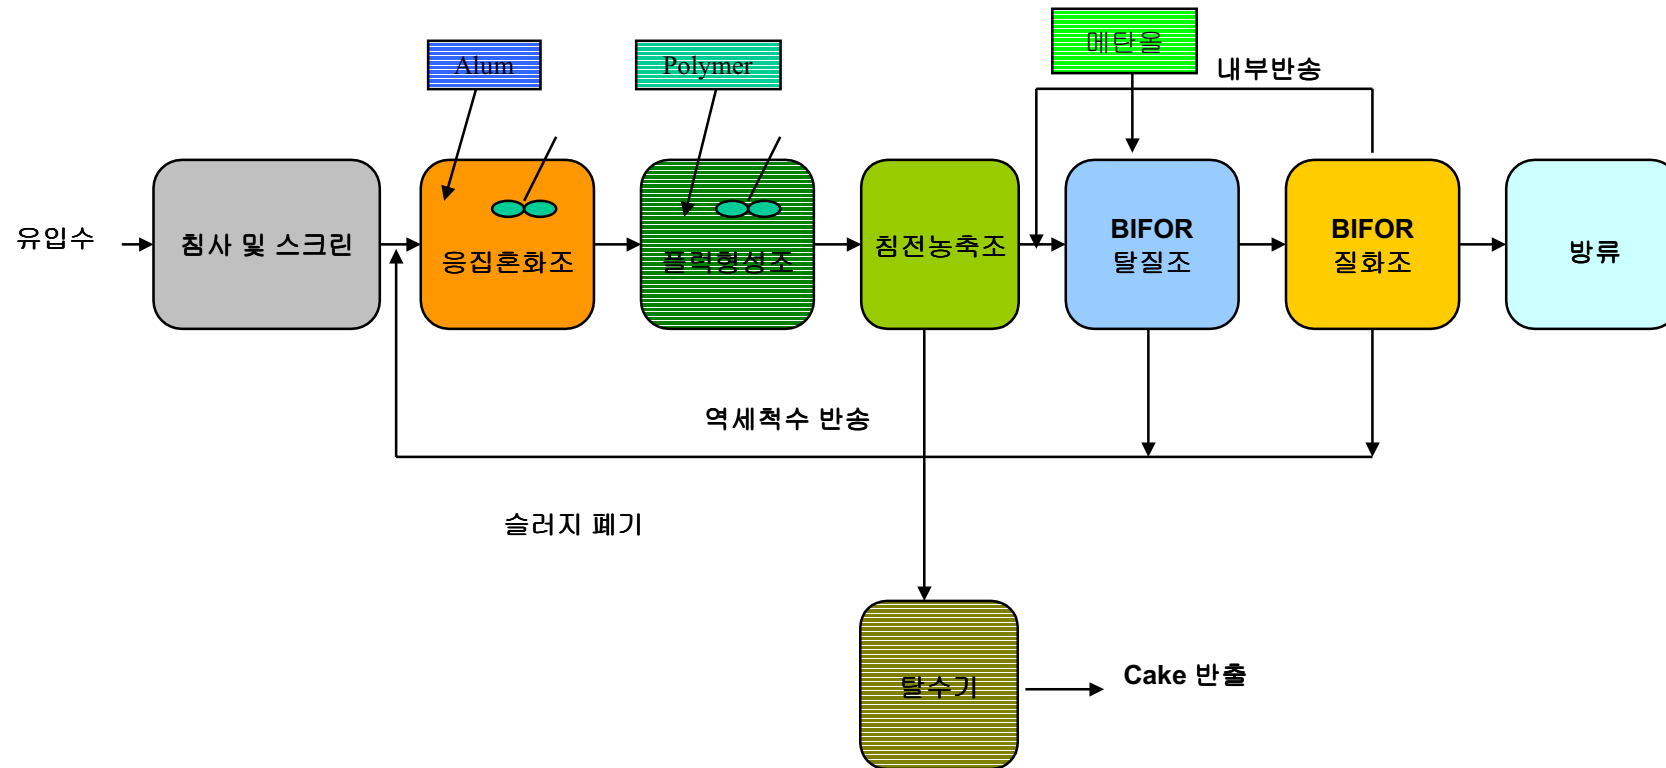 메탄올
Alum
Polymer
내부반송
유입수
침사 및 스크린
응집혼화조
플럭형성조
침전농축조
BIFOR
탈질조
BIFOR
질화조
방류
역세척수 반송
슬러지 폐기
탈수기
Cake 반출